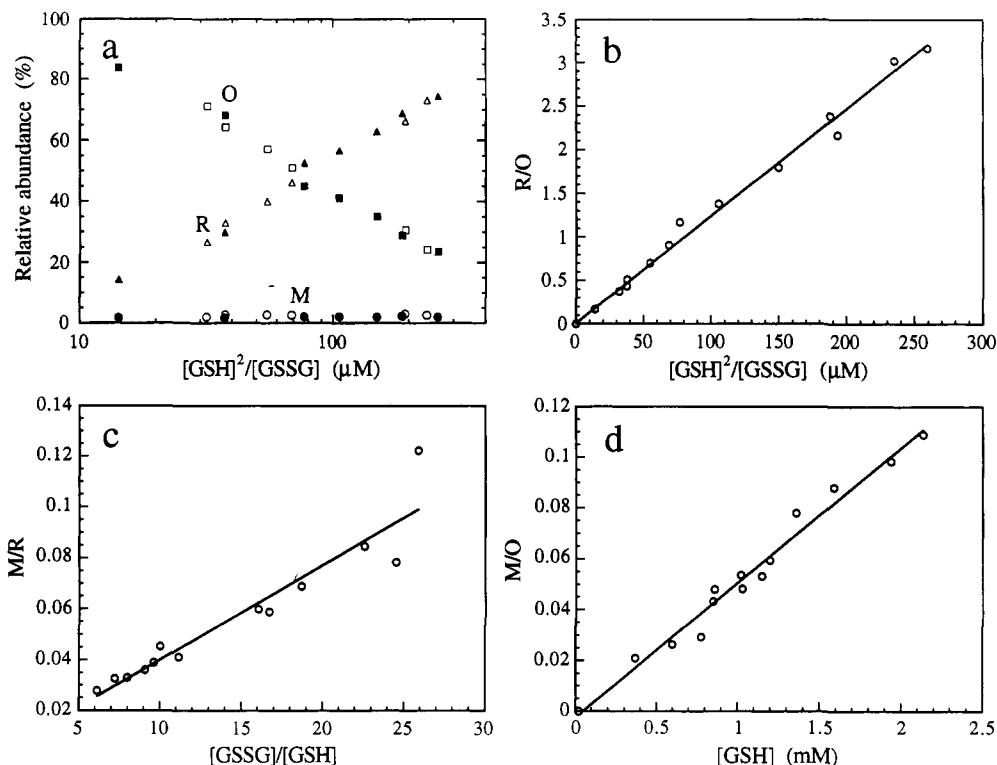 a
100
80
60
40
20
0
Relative abundance (%)
O
R
M
10
100
[GSH]²/[GSSG] (μM)
b
3.5
3
2.5
2
1.5
1
0.5
0
R/O
0 50 100 150 200 250 300
[GSH]²/[GSSG] (μM)
c
0.14
0.12
0.1
0.08
0.06
0.04
0.02
M/R
5 10 15 20 25 30
[GSSG]/[GSH]
d
0.12
0.1
0.08
0.06
0.04
0.02
0
M/O
0 0.5 1 1.5 2 2.5
[GSH] (mM)